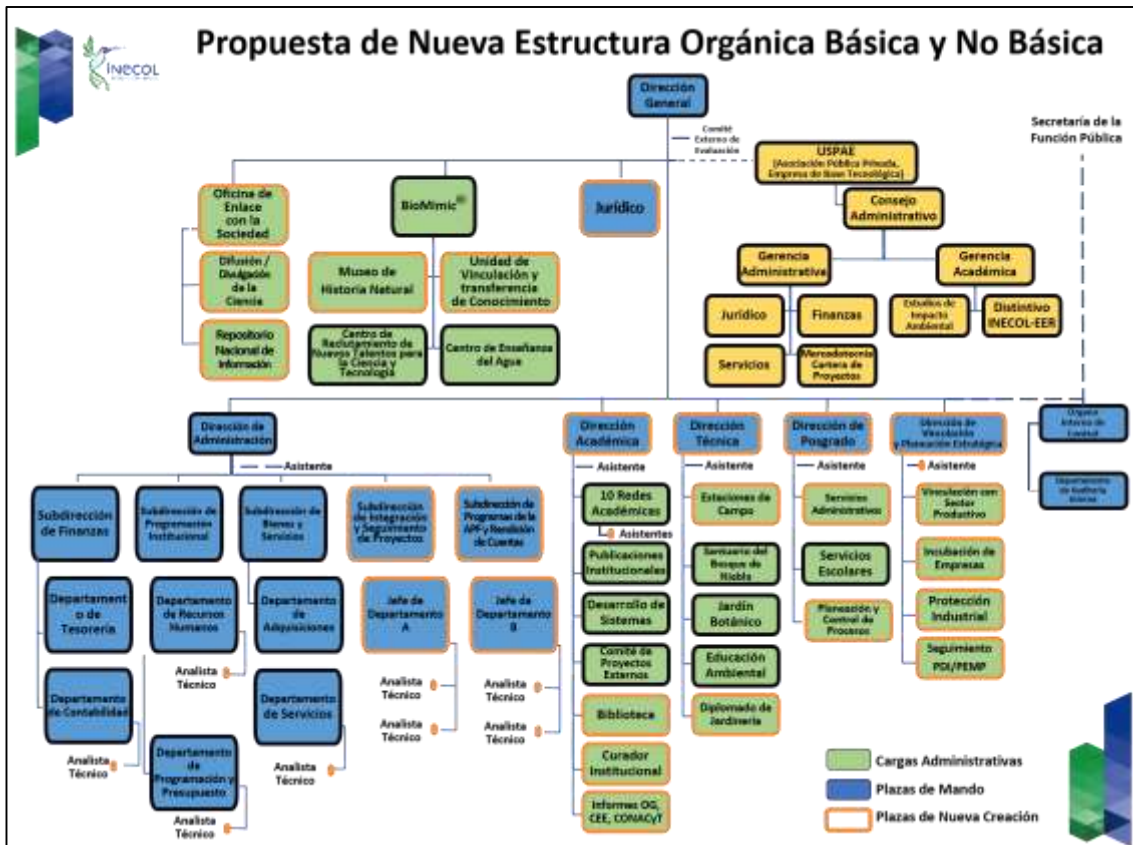 Propuesta de Nueva Estructura Orgánica Básica y No Básica
INECOL
Dirección
General
Comité
Externo de
Evaluación
Secretaría de la
Función Pública
USPAE
(Asociación Pública Privada,
Empresa de Base Tecnológica)
Consejo
Administrativo
Oficina de
Enlace
con la
Sociedad
BioMimic
Jurídico
Difusión /
Divulgación
de la
Ciencia
Museo de
Historia Natural
Unidad de
Vinculación y
transferencia
de Conocimiento
Gerencia
Administrativa
Gerencia
Académica
Repositorio
Nacional de
Información
Centro de
Reclutamiento de
Nuevos Talentos para
la Ciencia y
Tecnología
Centro de Enseñanza
del Agua
Jurídico
Finanzas
Estudios de
Impacto
Ambiental
Distintivo
INECOL-EER
Servicios
Mercadotecnia
Cartera de
Proyectos
Dirección de
Administración
Asistente
Dirección
Académica
Asistente
Dirección
Técnica
Asistente
Dirección de
Posgrado
Asistente
Dirección de
Vinculación
y Planeación Estratégica
Asistente
Órgano
Interno de
Control
Departamento
de Auditoría
Interna
Subdirección
de Finanzas
Subdirección de
Programación
Institucional
Subdirección de
Bienes y
Servicios
Subdirección
de Integración
y Seguimiento
de Proyectos
Subdirección de
Programas de la
APF y Rendición
de Cuentas
Departament
o de
Tesorería
Departamento
de Recursos
Humanos
Departamento
de
Adquisiciones
Jefe de
Departamento
A
Jefe de
Departamento
B
Analista
Técnico
Analista
Técnico
Analista
Técnico
Departamento
de Contabilidad
Departamento
de Servicios
Analista
Técnico
Analista
Técnico
Analista
Técnico
Departamento
de
Programación y
Presupuesto
Analista
Técnico
Analista
Técnico
10 Redes
Académicas
Asistentes
Publicaciones
Institucionales
Desarrollo de
Sistemas
Comité de
Proyectos
Externos
Biblioteca
Curador
Institucional
Informes OG,
CEE, CONACyT
Estaciones de
Campo
Santuario del
Bosque de
Niebla
Jardín
Botánico
Educación
Ambiental
Diplomado de
Jardinería
Servicios
Administrativos
Servicios
Escolares
Planeación y
Control de
Procesos
Vinculación con
Sector
Productivo
Incubación de
Empresas
Protección
Industrial
Seguimiento
PDI/PEMP
Cargas Administrativas
Plazas de Mando
Plazas de Nueva Creación